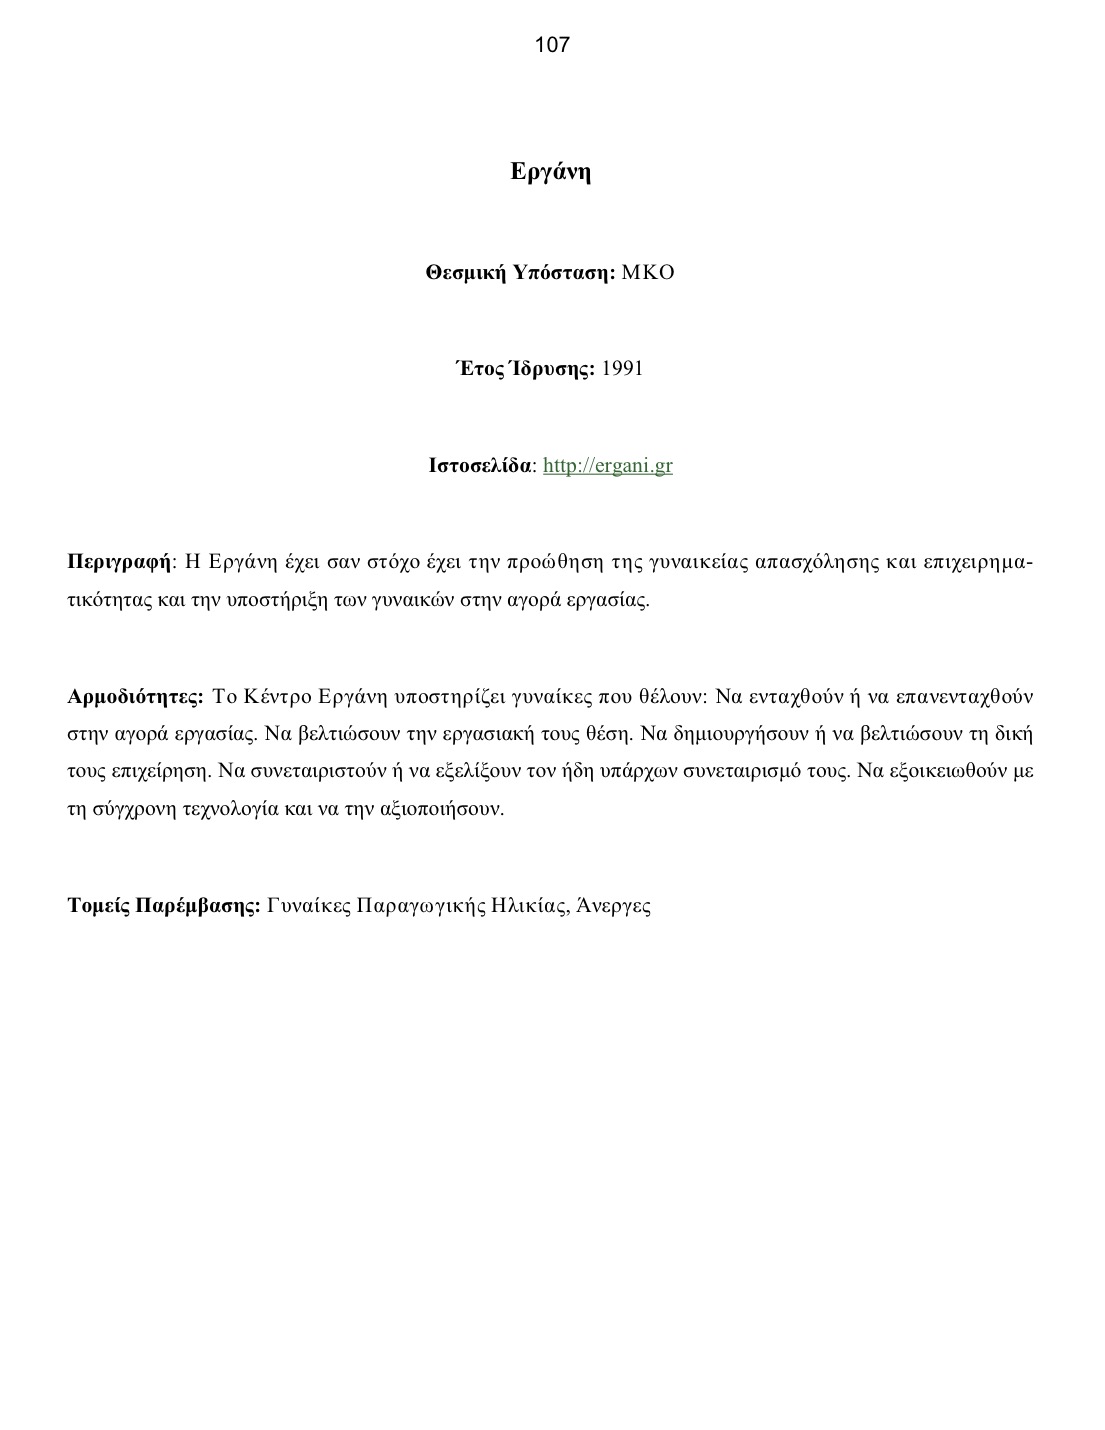 107
Εργάνη
Θεσμική Υπόσταση: ΜΚΟ
Έτος Ίδρυσης: 1991
Ιστοσελίδα: http://ergani.gr
Περιγραφή: Η Εργάνη έχει σαν στόχο έχει την προώθηση της γυναικείας απασχόλησης και επιχειρημα-
τικότητας και την υποστήριξη των γυναικών στην αγορά εργασίας.
Αρμοδιότητες: Το Κέντρο Εργάνη υποστηρίζει γυναίκες που θέλουν: Να ενταχθούν ή να επανενταχθούν
στην αγορά εργασίας. Να βελτιώσουν την εργασιακή τους θέση. Να δημιουργήσουν ή να βελτιώσουν τη δική
τους επιχείρηση. Να συνεταιριστούν ή να εξελίξουν τον ήδη υπάρχων συνεταιρισμό τους. Να εξοικειωθούν με
τη σύγχρονη τεχνολογία και να την αξιοποιήσουν.
Τομείς Παρέμβασης: Γυναίκες Παραγωγικής Ηλικίας, Άνεργες